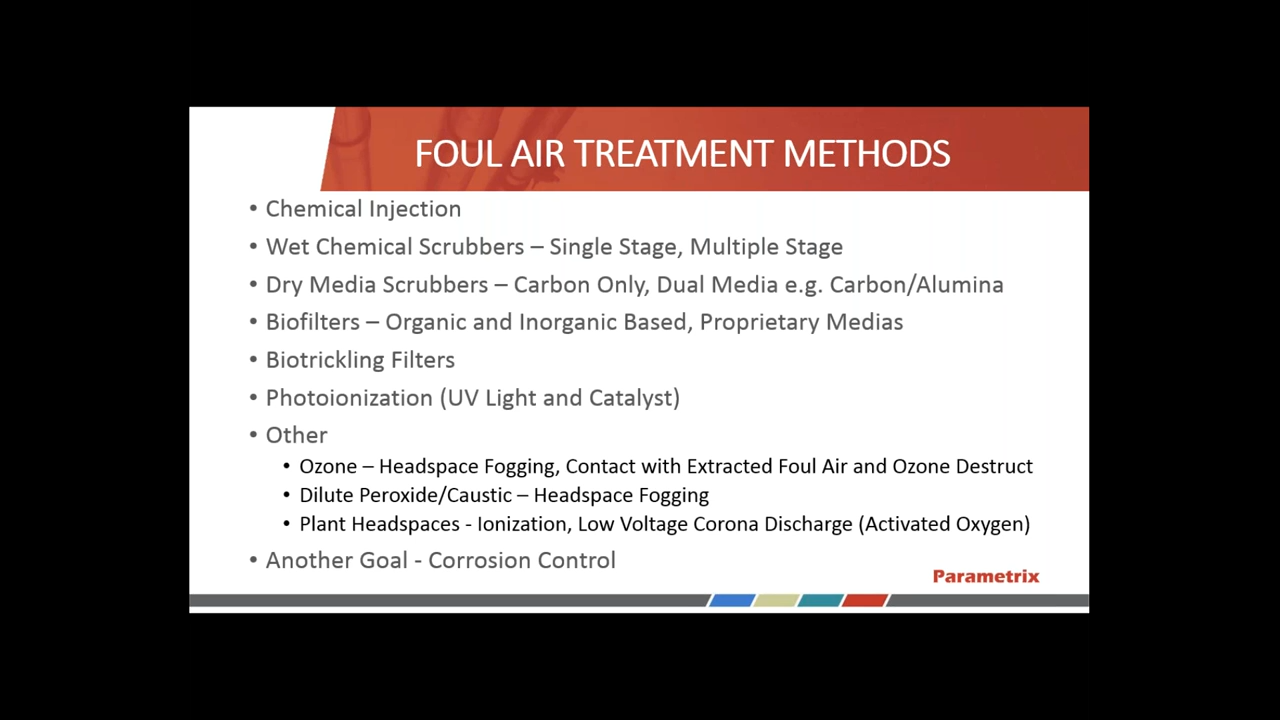 FOUL AIR TREATMENT METHODS
• Chemical Injection
• Wet Chemical Scrubbers – Single Stage, Multiple Stage
• Dry Media Scrubbers – Carbon Only, Dual Media e.g. Carbon/Alumina
• Biofilters – Organic and Inorganic Based, Proprietary Medias
• Biotrickling Filters
• Photoionization (UV Light and Catalyst)
• Other
• Ozone – Headspace Fogging, Contact with Extracted Foul Air and Ozone Destruct
• Dilute Peroxide/Caustic – Headspace Fogging
• Plant Headspaces - Ionization, Low Voltage Corona Discharge (Activated Oxygen)
• Another Goal - Corrosion Control
Parametrix